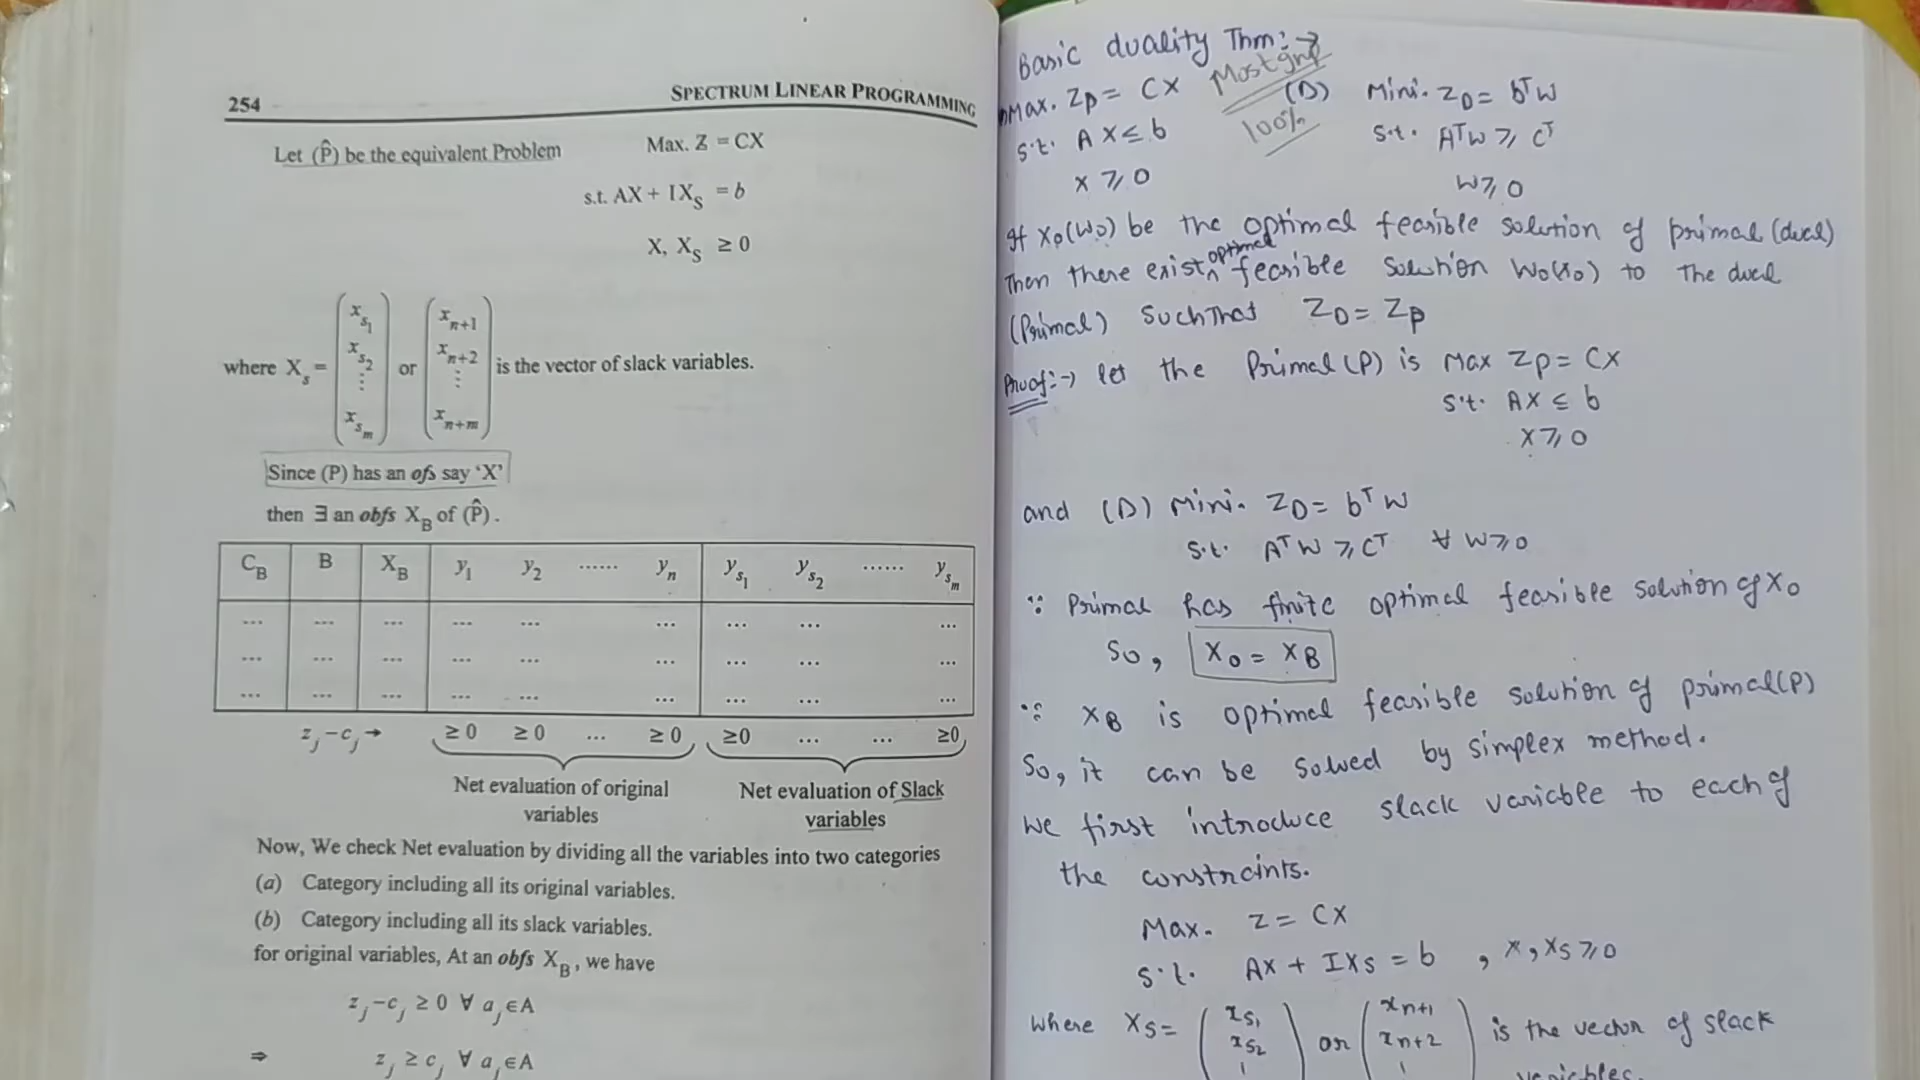 254
SPECTRUM LINEAR PROGRAMMING
Let (P̂) be the equivalent Problem Max. Z = CX
s.t. AX + IX_S = b
X, X_S ≥ 0
where X_s = (x_s1 x_s2 ⋮ x_sm) or (x_n+1 x_n+2 ⋮ x_n+m) is the vector of slack variables.
Since (P) has an ofs say 'X'
then ∃ an obfs X_B of (P̂).
C_B B X_B y_1 y_2 ...... y_n y_s1 y_s2 ...... y_sm
... ... ... ... ... ... ... ... ...
... ... ... ... ... ... ... ... ...
... ... ... ... ... ... ... ... ...
z_j – c_j → ≥ 0 ≥ 0 ... ≥ 0 ≥0 ... ... ≥0
Net evaluation of original variables
Net evaluation of Slack variables
Now, We check Net evaluation by dividing all the variables into two categories
(a) Category including all its original variables.
(b) Category including all its slack variables.
for original variables, At an obfs X_B, we have
z_j – c_j ≥ 0 ∀ a_j ∈ A
⇒ z_j ≥ c_j ∀ a_j ∈ A
Basic duality Thm: →
Most
100%
Max. Zp = CX (D) Mini. Z_D = b^T W
s.t. AX ≤ b s.t. A^T W ≥ C^T
X ≥ 0 W ≥ 0
If X_0(W_0) be the optimal feasible solution of primal (dual)
Then there exist optimal feasible solution W_0(X_0) to the dual
(Primal) such that Z_D = Z_P
Proof:→ let the Primal (P) is Max Zp = CX
s.t. AX ≤ b
X ≥ 0
and (D) Mini. Z_D = b^T W
s.t. A^T W ≥ C^T ∀ W ≥ 0
∵ Primal has finite optimal feasible solution of X_0
So, X_0 = X_B
∵ X_B is optimal feasible solution of primal (P)
So, it can be solved by simplex method.
We first introduce slack variable to each of
the constraints.
Max. Z = CX
s.t. AX + IX_S = b , X, X_S ≥ 0
where X_S = (x_S1 x_S2 |) or (x_n+1 x_n+2 |) is the vector of slack
variables.